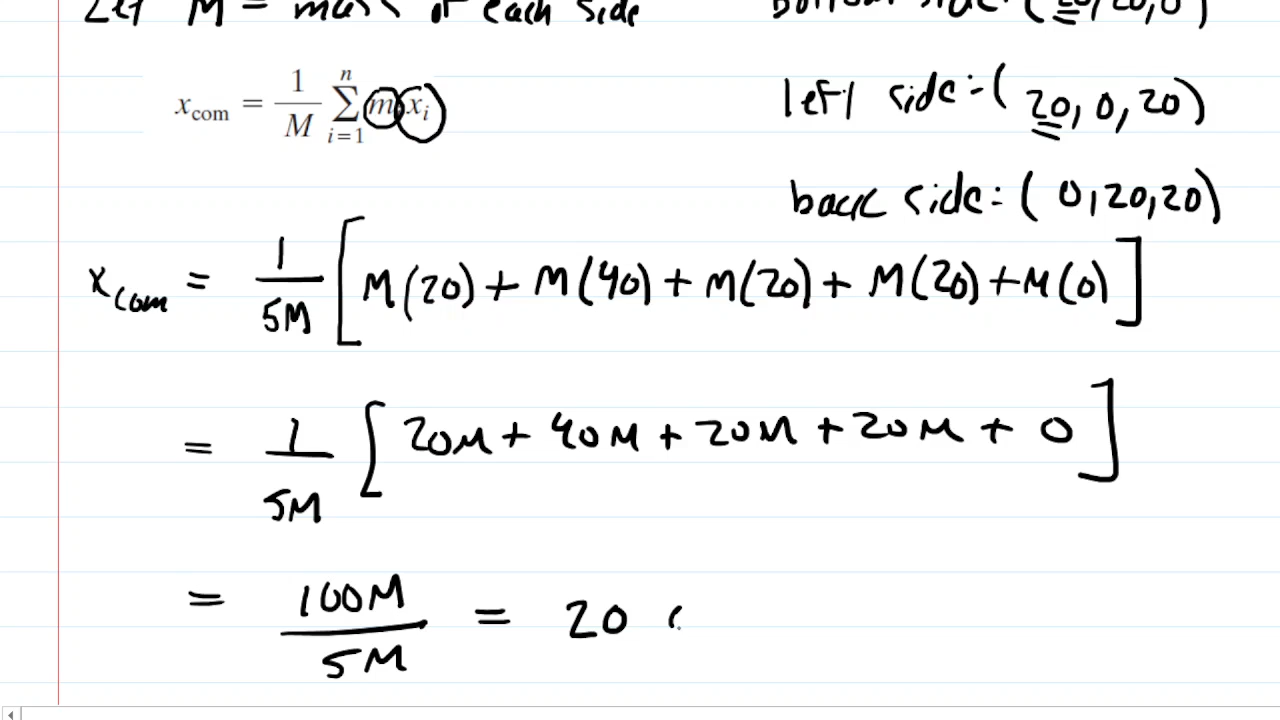 Let M = mass of each side
bottom side: (20, 20, 0)
x_com = 1/M \sum_{i=1}^{n} m_i x_i
left side: (20, 0, 20)
back side: (0, 20, 20)
x_com = 1/5M [M(20) + M(40) + M(20) + M(20) + M(0)]
= 1/5M [20M + 40M + 20M + 20M + 0]
= 100M/5M = 20